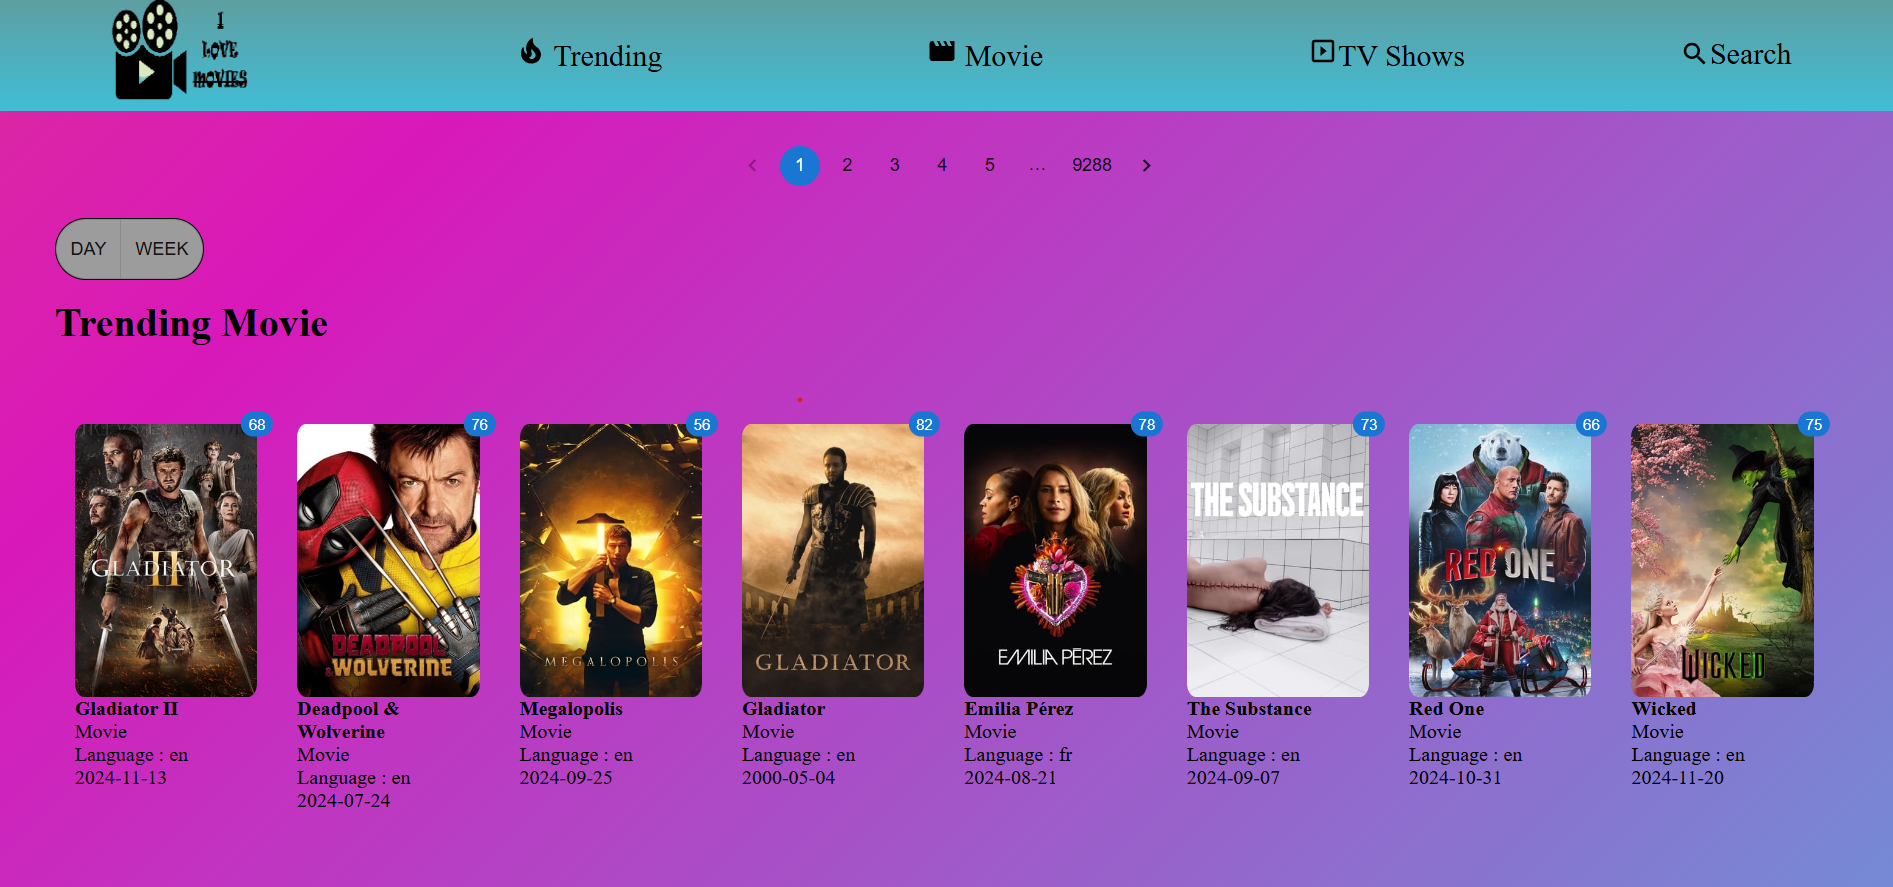 I
LOVE
MOVIES
Trending
Movie
TV Shows
Search
1 2 3 4 5 … 9288
DAY WEEK
Trending Movie
68
GLADIATOR
II
Gladiator II
Movie
Language : en
2024-11-13
76
DEADPOOL
& WOLVERINE
Deadpool &
Wolverine
Movie
Language : en
2024-07-24
56
MEGALOPOLIS
Megalopolis
Movie
Language : en
2024-09-25
82
GLADIATOR
Gladiator
Movie
Language : en
2000-05-04
78
EMILIA PÉREZ
Emilia Pérez
Movie
Language : fr
2024-08-21
73
THE SUBSTANCE
The Substance
Movie
Language : en
2024-09-07
66
RED ONE
Red One
Movie
Language : en
2024-10-31
75
WICKED
Wicked
Movie
Language : en
2024-11-20